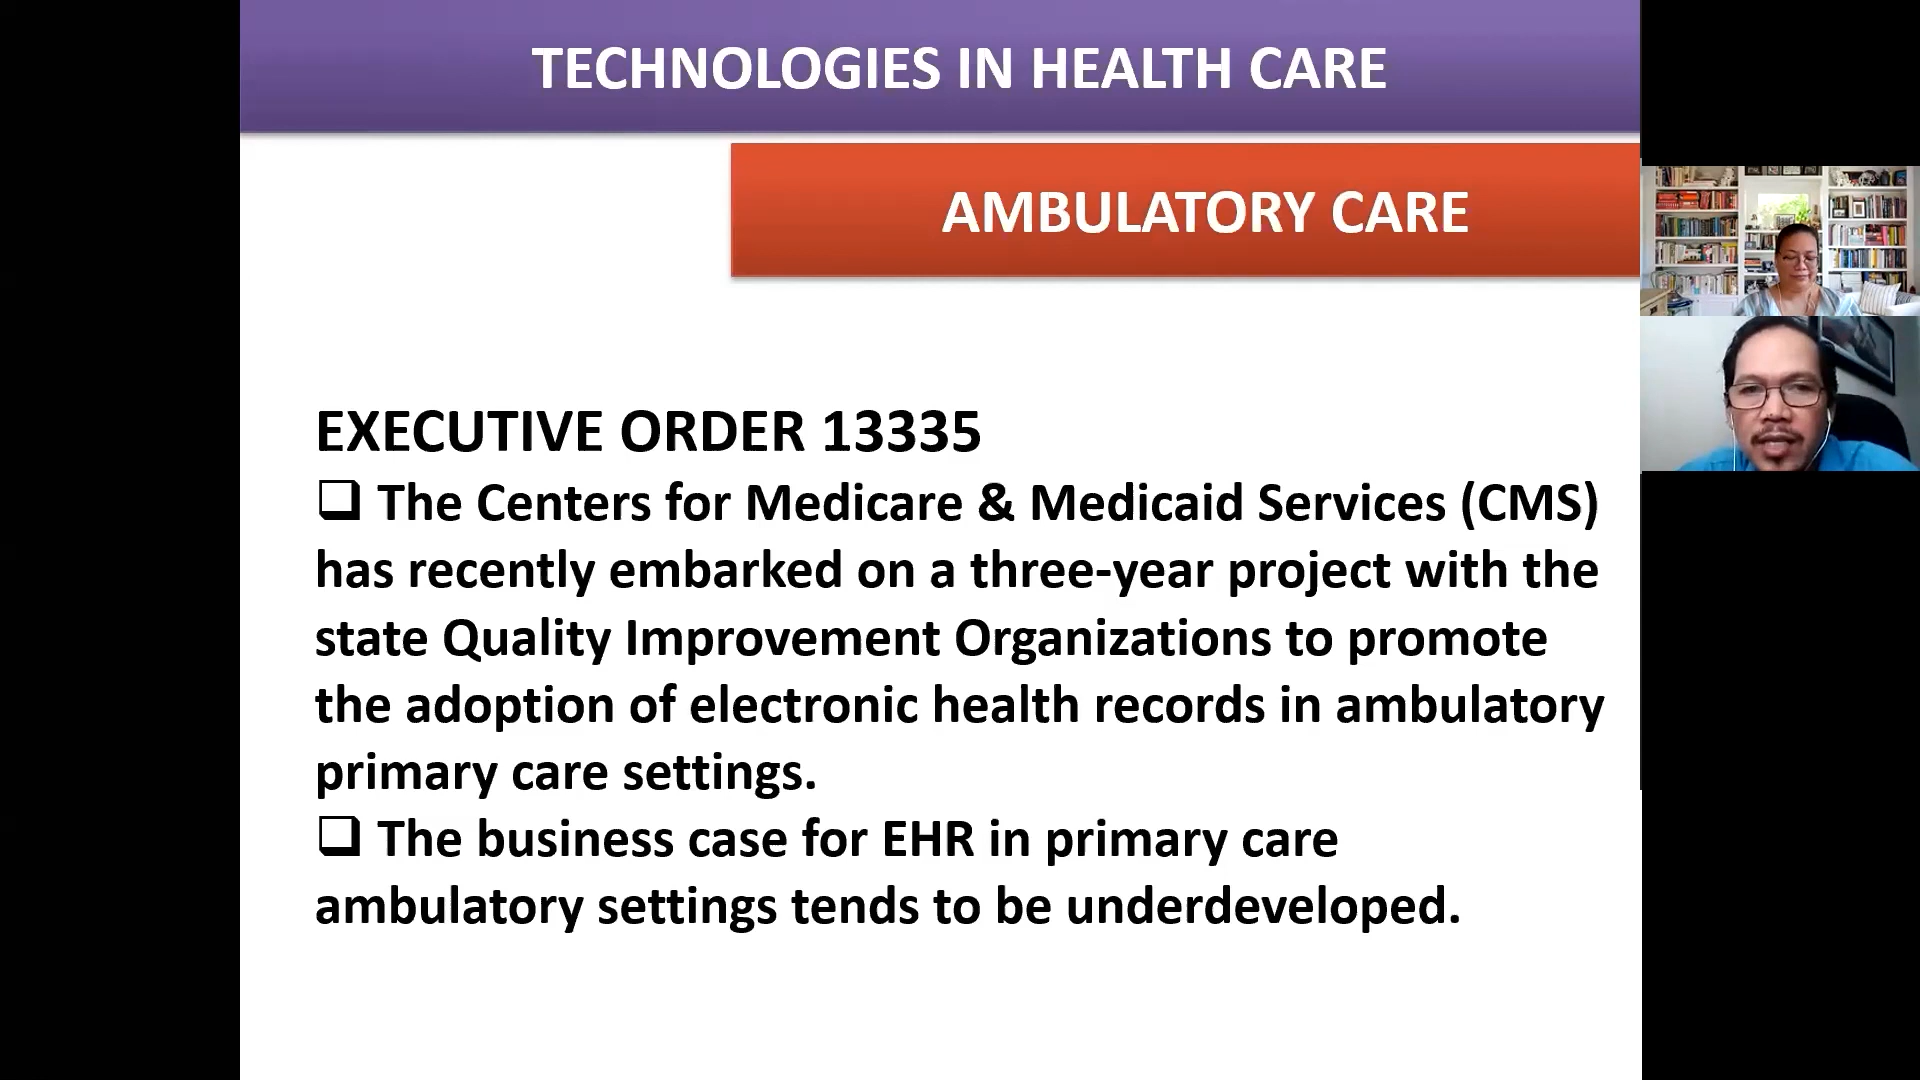 TECHNOLOGIES IN HEALTH CARE
AMBULATORY CARE
EXECUTIVE ORDER 13335
❑ The Centers for Medicare & Medicaid Services (CMS)
has recently embarked on a three-year project with the
state Quality Improvement Organizations to promote
the adoption of electronic health records in ambulatory
primary care settings.
❑ The business case for EHR in primary care
ambulatory settings tends to be underdeveloped.